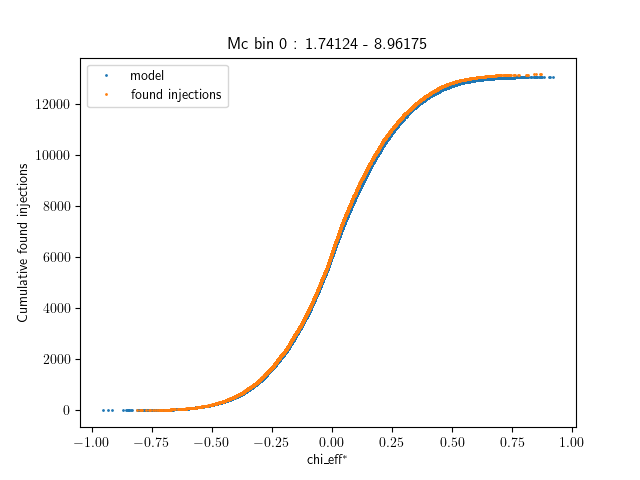 Mc bin 0 : 1.74124 - 8.96175
model
found injections
Cumulative found injections
12000
10000
8000
6000
4000
2000
0
−1.00 −0.75 −0.50 −0.25 0.00 0.25 0.50 0.75 1.00
chi_eff*